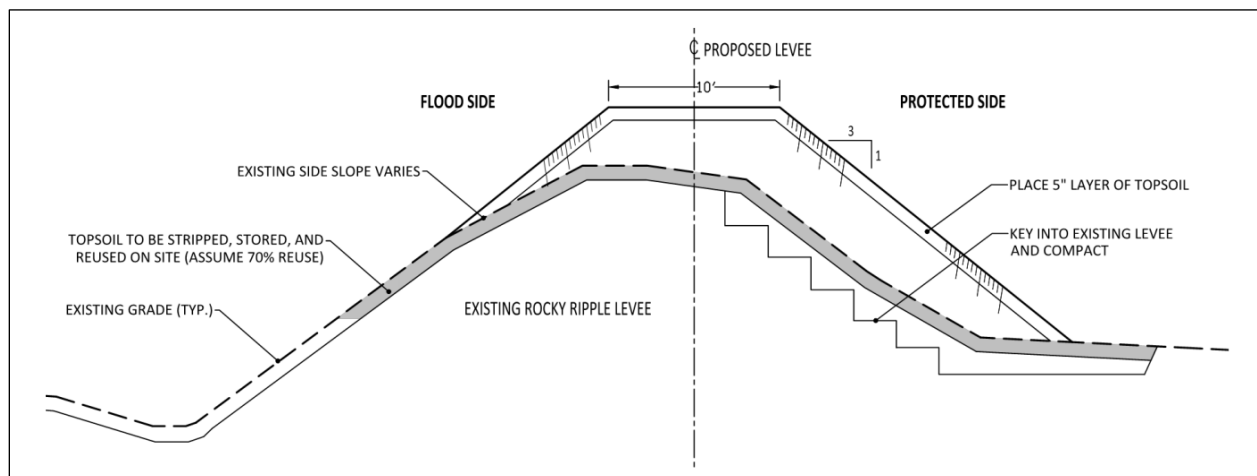 ℄ PROPOSED LEVEE
10'
FLOOD SIDE
PROTECTED SIDE
3
1
EXISTING SIDE SLOPE VARIES
PLACE 5" LAYER OF TOPSOIL
TOPSOIL TO BE STRIPPED, STORED, AND
REUSED ON SITE (ASSUME 70% REUSE)
KEY INTO EXISTING LEVEE
AND COMPACT
EXISTING GRADE (TYP.)
EXISTING ROCKY RIPPLE LEVEE